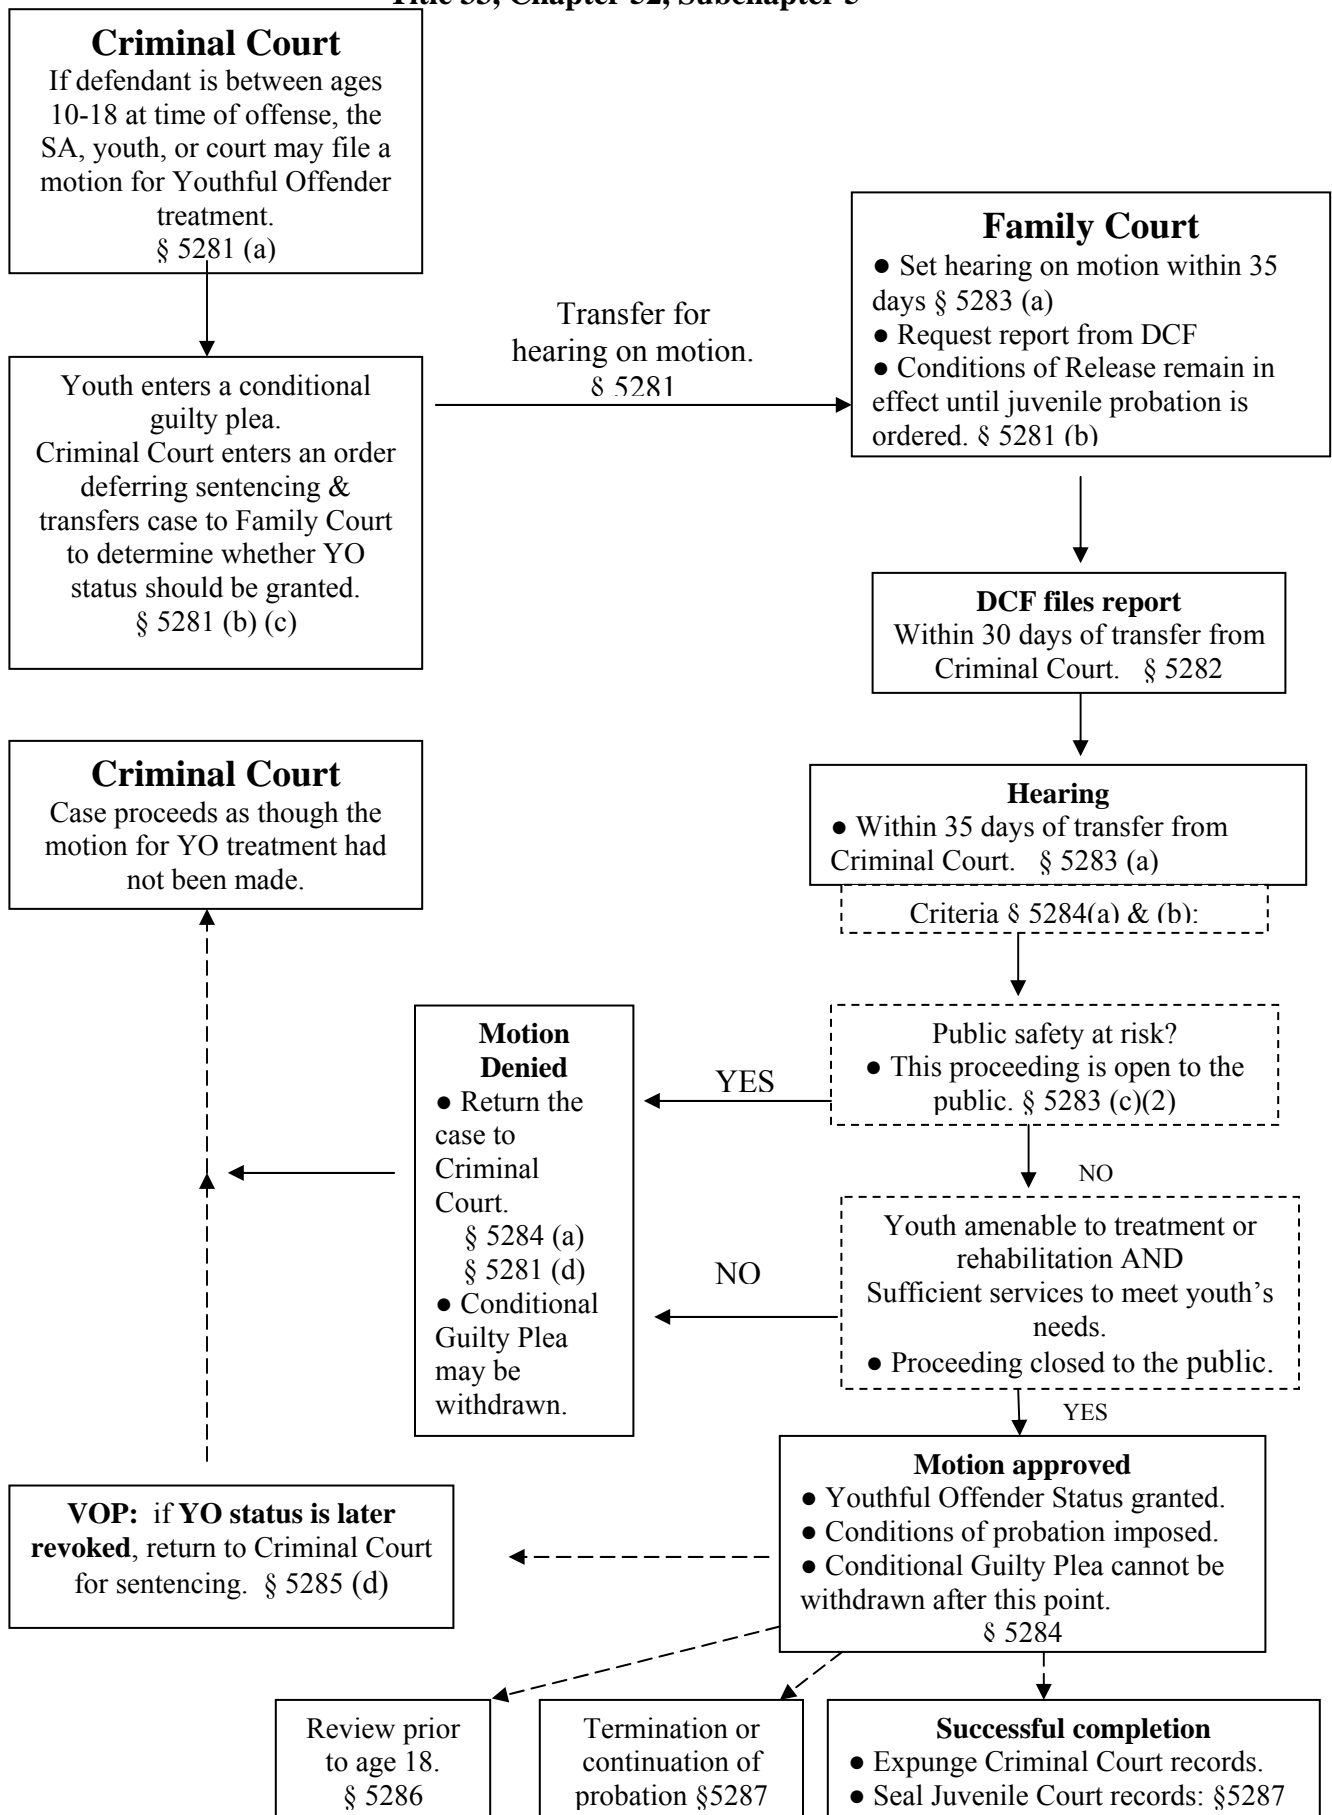 Title 33, Chapter 52, Subchapter 5
Criminal Court
If defendant is between ages
10-18 at time of offense, the
SA, youth, or court may file a
motion for Youthful Offender
treatment.
§ 5281 (a)
Youth enters a conditional
guilty plea.
Criminal Court enters an order
deferring sentencing &
transfers case to Family Court
to determine whether YO
status should be granted.
§ 5281 (b) (c)
Transfer for
hearing on motion.
§ 5281
Family Court
● Set hearing on motion within 35
days § 5283 (a)
● Request report from DCF
● Conditions of Release remain in
effect until juvenile probation is
ordered. § 5281 (b)
DCF files report
Within 30 days of transfer from
Criminal Court. § 5282
Hearing
● Within 35 days of transfer from
Criminal Court. § 5283 (a)
Criteria § 5284(a) & (b):
Public safety at risk?
● This proceeding is open to the
public. § 5283 (c)(2)
YES
NO
Youth amenable to treatment or
rehabilitation AND
Sufficient services to meet youth’s
needs.
● Proceeding closed to the public.
NO
YES
Motion
Denied
● Return the
case to
Criminal
Court.
§ 5284 (a)
§ 5281 (d)
● Conditional
Guilty Plea
may be
withdrawn.
Criminal Court
Case proceeds as though the
motion for YO treatment had
not been made.
Motion approved
● Youthful Offender Status granted.
● Conditions of probation imposed.
● Conditional Guilty Plea cannot be
withdrawn after this point.
§ 5284
VOP: if YO status is later
revoked, return to Criminal Court
for sentencing. § 5285 (d)
Review prior
to age 18.
§ 5286
Termination or
continuation of
probation §5287
Successful completion
● Expunge Criminal Court records.
● Seal Juvenile Court records: §5287